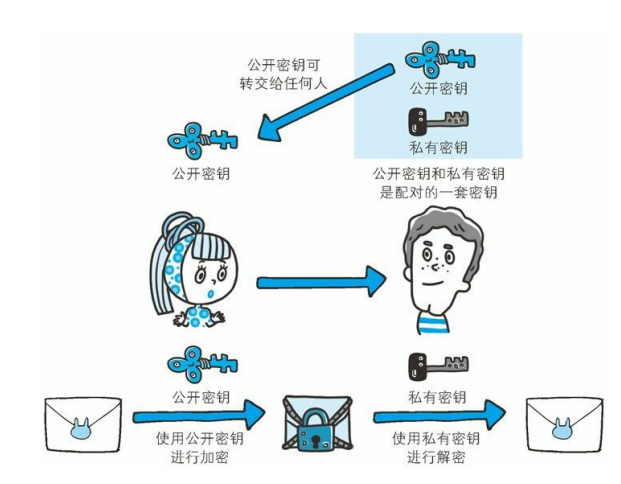 公开密钥可
转交给任何人
公开密钥
私有密钥
公开密钥
公开密钥和私有密钥
是配对的一套密钥
公开密钥
私有密钥
使用公开密钥
进行加密
使用私有密钥
进行解密